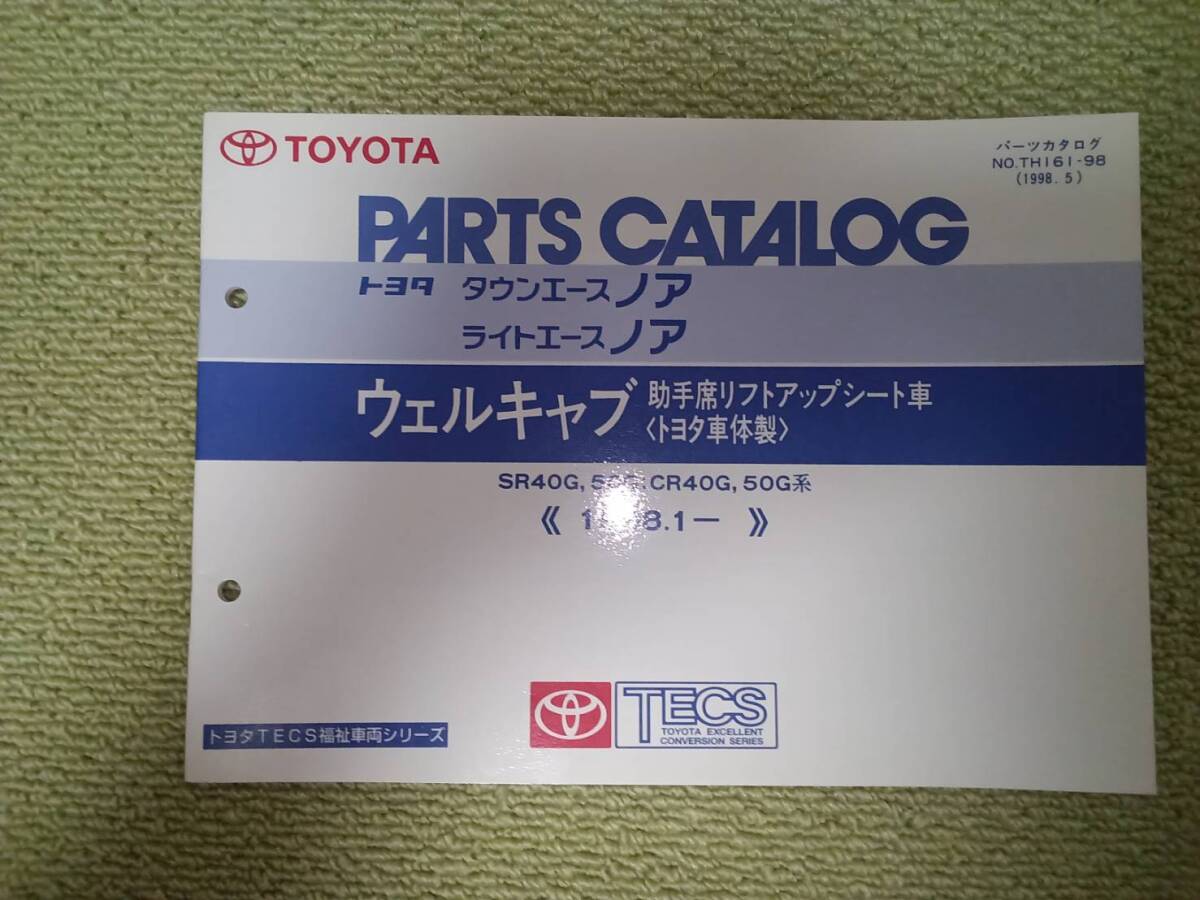 TOYOTA
パーツカタログ
NO.TH161-98
(1998.5)
PARTS CATALOG
トヨタ タウンエースノア
ライトエースノア
ウェルキャブ 助手席リフトアップシート車
〈トヨタ車体製〉
SR40G, CR40G, 50G系
《 8.1ー 》
TECS
TOYOTA EXCELLENT
CONVERSION SERIES
トヨタTECS福祉車両シリーズ